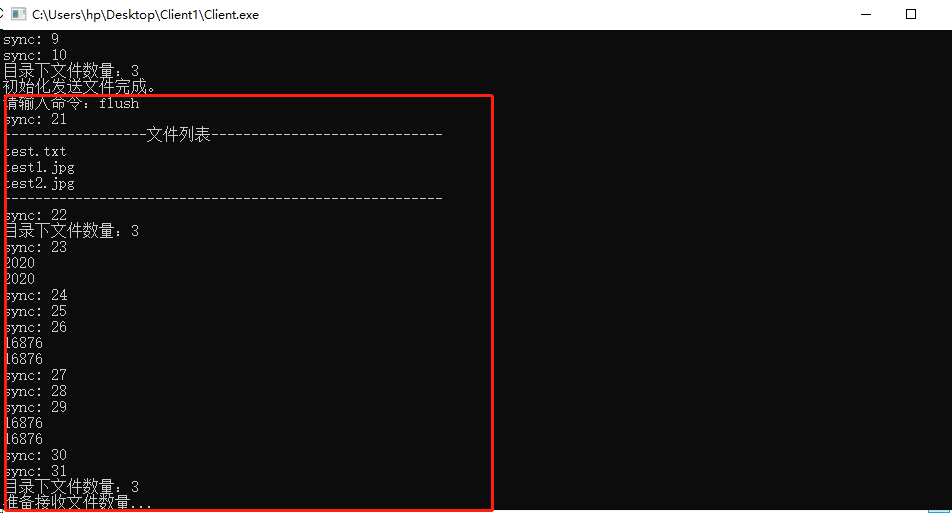 C:\Users\hp\Desktop\Client1\Client.exe
sync: 9
sync: 10
目录下文件数量：3
初始化发送文件完成。
请输入命令：flush
sync: 21
------------------文件列表-----------------------------
test.txt
test1.jpg
test2.jpg
-------------------------------------------------------
sync: 22
目录下文件数量：3
sync: 23
2020
2020
sync: 24
sync: 25
sync: 26
16876
16876
sync: 27
sync: 28
sync: 29
16876
16876
sync: 30
sync: 31
目录下文件数量：3
准备接收文件数量...